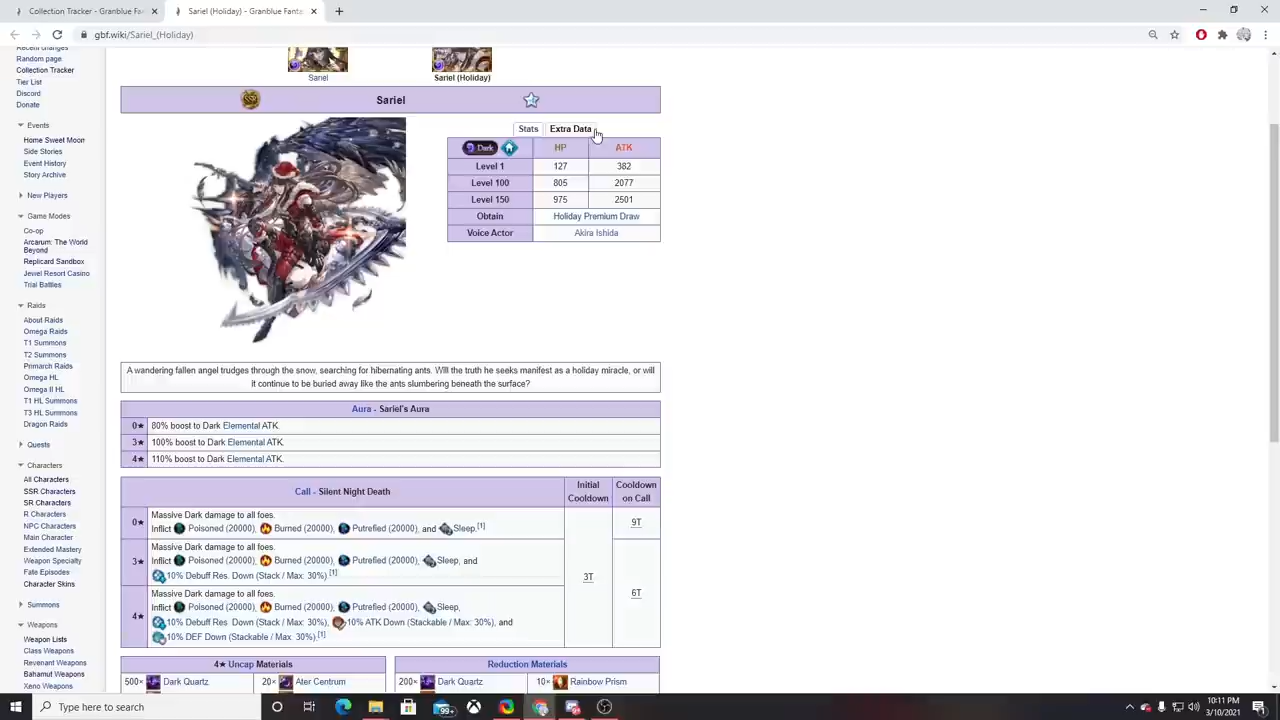 Collection Tracker - Granblue Fan
Sariel (Holiday) - Granblue Fanta
gbf.wiki/Sariel_(Holiday)
Recent changes
Random page
Collection Tracker
Tier List
Discord
Donate
Events
Home Sweet Moon
Side Stories
Event History
Story Archive
New Players
Game Modes
Co-op
Arcarum: The World
Beyond
Replicard Sandbox
Jewel Resort Casino
Trial Battles
Raids
About Raids
Omega Raids
T1 Summons
T2 Summons
Primarch Raids
Omega HL
Omega II HL
T1 HL Summons
T3 HL Summons
Dragon Raids
Quests
Characters
All Characters
SSR Characters
SR Characters
R Characters
NPC Characters
Main Character
Extended Mastery
Weapon Specialty
Fate Episodes
Character Skins
Summons
Weapons
Weapon Lists
Class Weapons
Revenant Weapons
Bahamut Weapons
Xeno Weapons
Sariel
Sariel (Holiday)
SSR
Sariel
Stats
Extra Data
Dark HP ATK
Level 1 127 382
Level 100 805 2077
Level 150 975 2501
Obtain Holiday Premium Draw
Voice Actor Akira Ishida
A wandering fallen angel trudges through the snow, searching for hibernating ants. Will the truth he seeks manifest as a holiday miracle, or will
it continue to be buried away like the ants slumbering beneath the surface?
Aura - Sariel's Aura
0★ 80% boost to Dark Elemental ATK.
3★ 100% boost to Dark Elemental ATK.
4★ 110% boost to Dark Elemental ATK.
Call - Silent Night Death
Initial
Cooldown
Cooldown
on Call
0★
Massive Dark damage to all foes.
Inflict Poisoned (20000), Burned (20000), Putrefied (20000), and Sleep.[1]
9T
3★
Massive Dark damage to all foes.
Inflict Poisoned (20000), Burned (20000), Putrefied (20000), Sleep, and
10% Debuff Res. Down (Stack / Max: 30%) [1]
3T
6T
4★
Massive Dark damage to all foes.
Inflict Poisoned (20000), Burned (20000), Putrefied (20000), Sleep,
10% Debuff Res. Down (Stack / Max: 30%), 10% ATK Down (Stackable / Max: 30%), and
10% DEF Down (Stackable / Max: 30%).[1]
4★ Uncap Materials
500× Dark Quartz 20× Ater Centrum
Reduction Materials
200× Dark Quartz 10× Rainbow Prism
Type here to search
99+
10:11 PM
3/10/2021
1